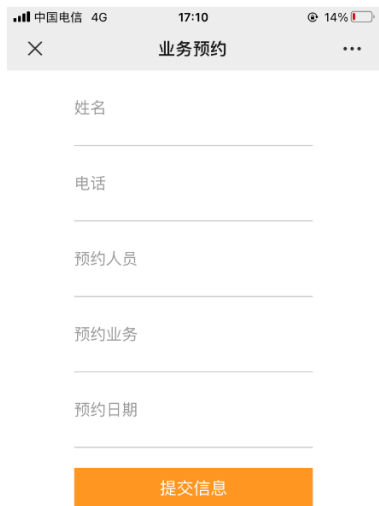 中国电信 4G 17:10 14%
业务预约
姓名
电话
预约人员
预约业务
预约日期
提交信息